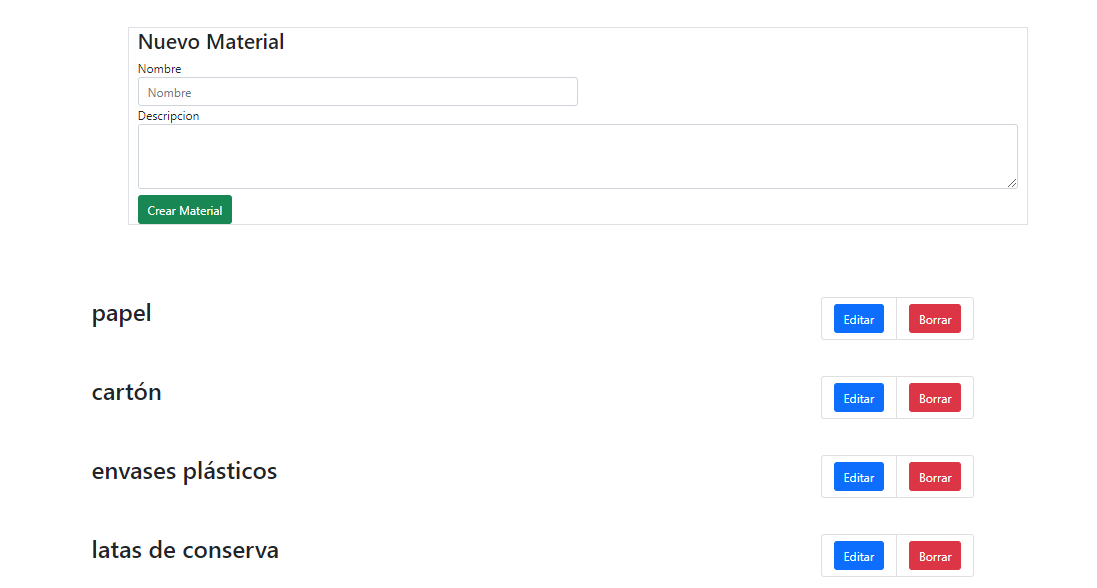 Nuevo Material
Nombre
Nombre
Descripcion
Crear Material
papel
Editar Borrar
cartón
Editar Borrar
envases plásticos
Editar Borrar
latas de conserva
Editar Borrar